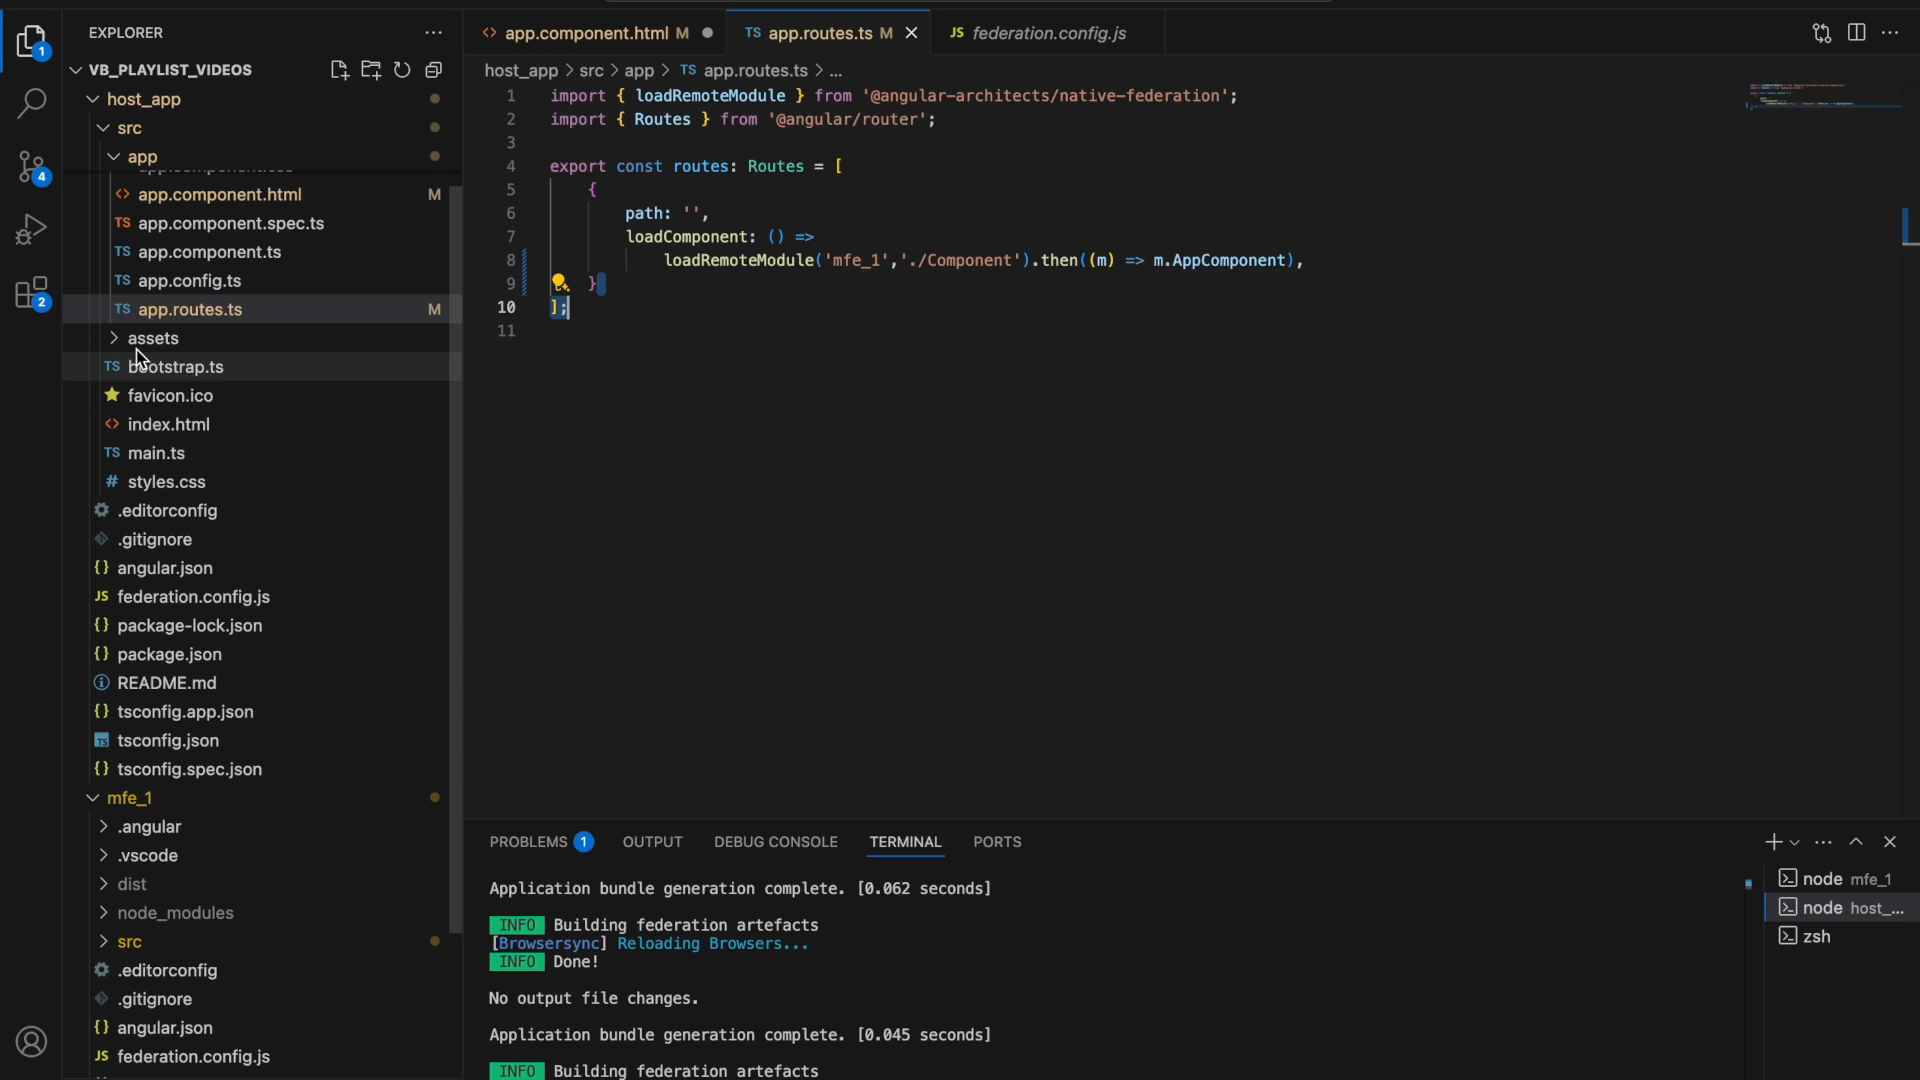 EXPLORER
VB_PLAYLIST_VIDEOS
host_app
src
app
app.component.html M
app.component.spec.ts
app.component.ts
app.config.ts
app.routes.ts M
assets
bootstrap.ts
favicon.ico
index.html
main.ts
styles.css
.editorconfig
.gitignore
angular.json
federation.config.js
package-lock.json
package.json
README.md
tsconfig.app.json
tsconfig.json
tsconfig.spec.json
mfe_1
.angular
.vscode
dist
node_modules
src
.editorconfig
.gitignore
angular.json
federation.config.js
1
4
2
app.component.html M
TS app.routes.ts M
JS federation.config.js
host_app > src > app > TS app.routes.ts > ...
1 import { loadRemoteModule } from '@angular-architects/native-federation';
2 import { Routes } from '@angular/router';
3
4 export const routes: Routes = [
5 {
6 path: '',
7 loadComponent: () =>
8 loadRemoteModule('mfe_1','./Component').then((m) => m.AppComponent),
9 }
10 ];
11
PROBLEMS 1 OUTPUT DEBUG CONSOLE TERMINAL PORTS
Application bundle generation complete. [0.062 seconds]
INFO Building federation artefacts
[Browsersync] Reloading Browsers...
INFO Done!
No output file changes.
Application bundle generation complete. [0.045 seconds]
INFO Building federation artefacts
node mfe_1
node host_...
zsh